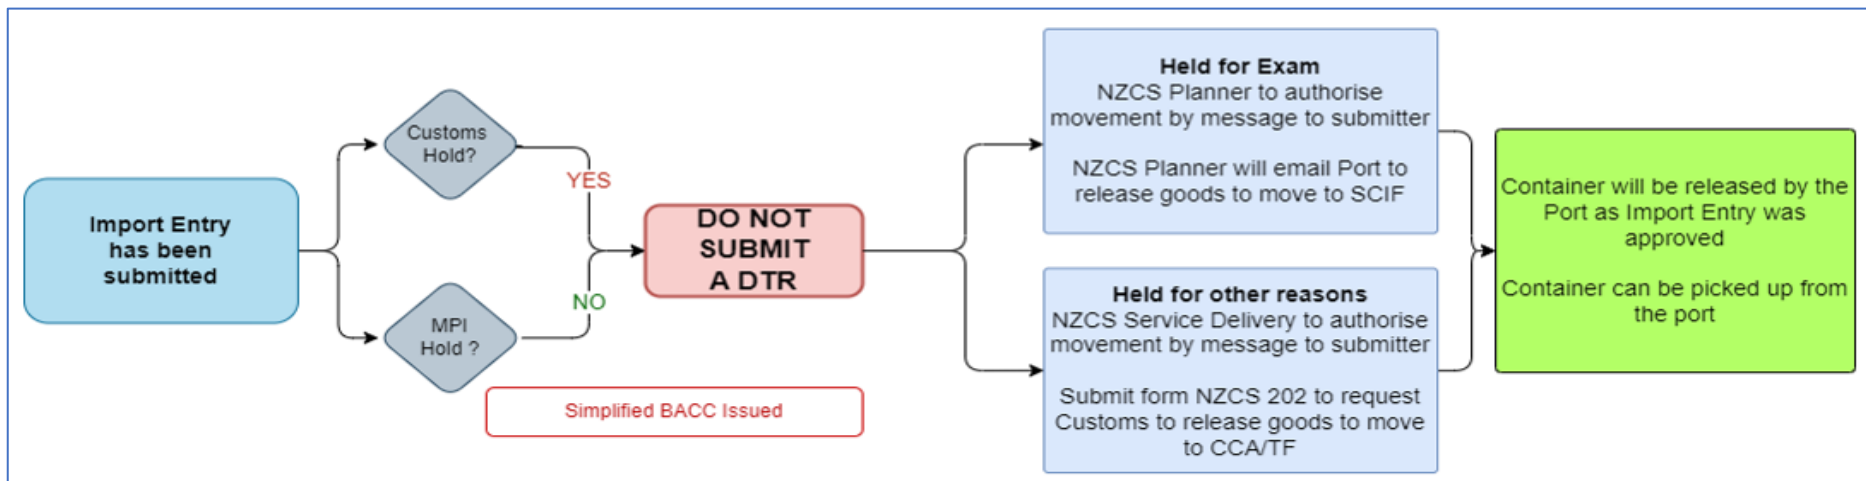 Import Entry
has been
submitted
Customs
Hold?
YES
MPI
Hold ?
NO
Simplified BACC Issued
DO NOT
SUBMIT
A DTR
Held for Exam
NZCS Planner to authorise
movement by message to submitter
NZCS Planner will email Port to
release goods to move to SCIF
Held for other reasons
NZCS Service Delivery to authorise
movement by message to submitter
Submit form NZCS 202 to request
Customs to release goods to move
to CCA/TF
Container will be released by the
Port as Import Entry was
approved
Container can be picked up from
the port